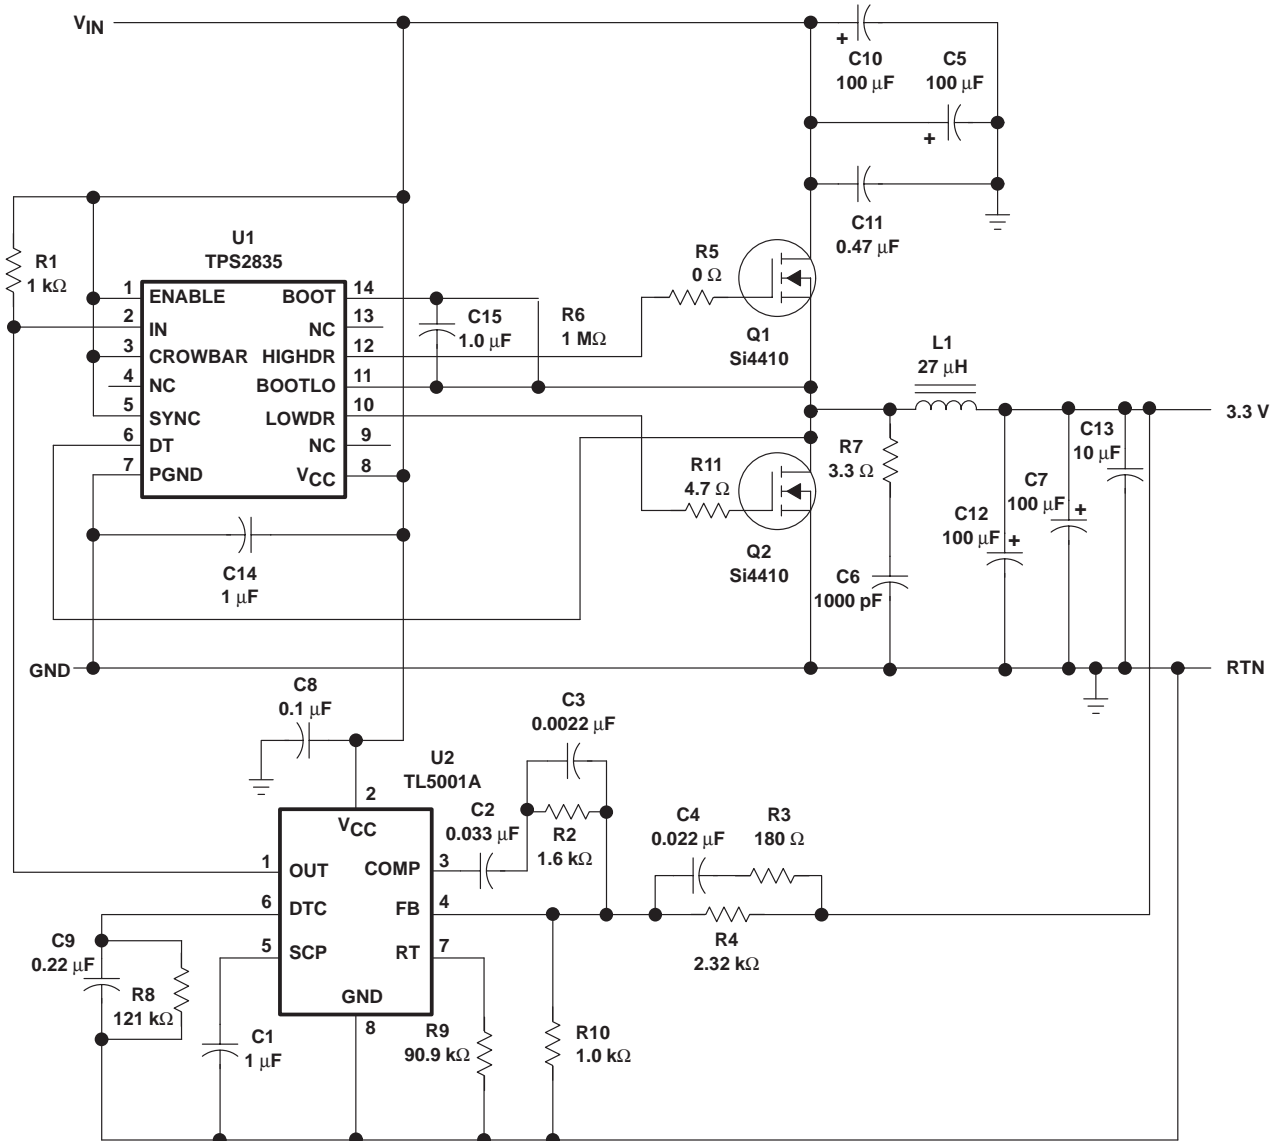 V_IN
C10
100 μF
C5
100 μF
+
+
C11
0.47 μF
R1
1 kΩ
U1
TPS2835
1 ENABLE
2 IN
3 CROWBAR
4 NC
5 SYNC
6 DT
7 PGND
BOOT 14
NC 13
HIGHDR 12
BOOTLO 11
LOWDR 10
NC 9
V_CC 8
C15
1.0 μF
R6
1 MΩ
R5
0 Ω
Q1
Si4410
L1
27 μH
3.3 V
R11
4.7 Ω
Q2
Si4410
R7
3.3 Ω
C6
1000 pF
C12
100 μF
+
C7
100 μF
+
C13
10 μF
C14
1 μF
GND
RTN
C8
0.1 μF
C3
0.0022 μF
U2
TL5001A
2
V_CC
1 OUT
6 DTC
5 SCP
COMP 3
FB 4
RT 7
GND
8
C2
0.033 μF
R2
1.6 kΩ
C4
0.022 μF
R3
180 Ω
R4
2.32 kΩ
C9
0.22 μF
R8
121 kΩ
C1
1 μF
R9
90.9 kΩ
R10
1.0 kΩ